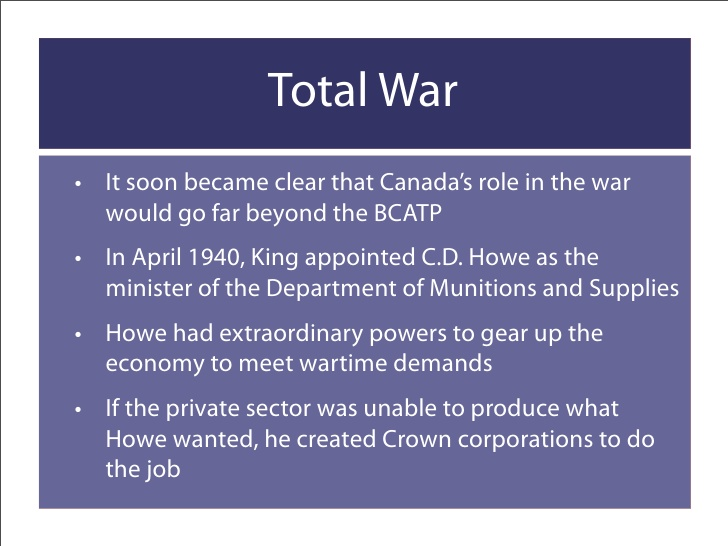 Total War
• It soon became clear that Canada’s role in the war
would go far beyond the BCATP
• In April 1940, King appointed C.D. Howe as the
minister of the Department of Munitions and Supplies
• Howe had extraordinary powers to gear up the
economy to meet wartime demands
• If the private sector was unable to produce what
Howe wanted, he created Crown corporations to do
the job